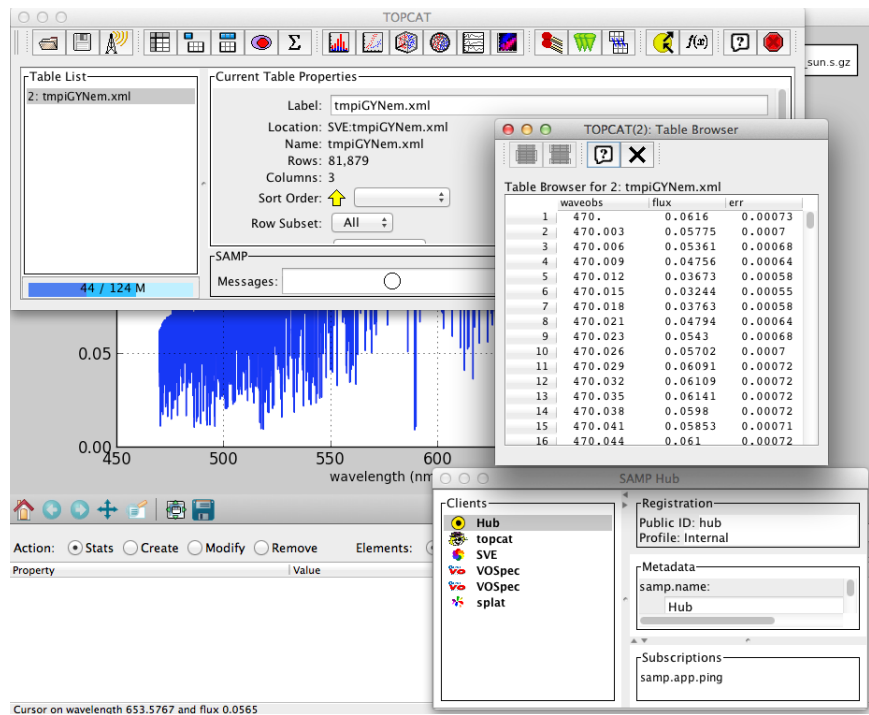 TOPCAT
Σ
f(x)
?
_sun.s.gz
Table List
2: tmpiGYNem.xml
44 / 124 M
Current Table Properties
Label: tmpiGYNem.xml
Location: SVE:tmpiGYNem.xml
Name: tmpiGYNem.xml
Rows: 81,879
Columns: 3
Sort Order:
Row Subset: All
SAMP
Messages:
TOPCAT(2): Table Browser
?
Table Browser for 2: tmpiGYNem.xml
waveobs flux err
1 470. 0.0616 0.00073
2 470.003 0.05775 0.0007
3 470.006 0.05361 0.00068
4 470.009 0.04756 0.00064
5 470.012 0.03673 0.00058
6 470.015 0.03244 0.00055
7 470.018 0.03763 0.00058
8 470.021 0.04794 0.00064
9 470.023 0.0543 0.00068
10 470.026 0.05702 0.0007
11 470.029 0.06091 0.00072
12 470.032 0.06109 0.00072
13 470.035 0.06141 0.00072
14 470.038 0.0598 0.00072
15 470.041 0.05853 0.00071
16 470.044 0.061 0.00072
0.05
0.00
450 500 550 600
wavelength (nm
Action: Stats Create Modify Remove Elements:
Property Value
Cursor on wavelength 653.5767 and flux 0.0565
SAMP Hub
Clients
Hub
topcat
SVE
VO VOSpec
VO VOSpec
splat
Registration
Public ID: hub
Profile: Internal
Metadata
samp.name:
Hub
Subscriptions
samp.app.ping